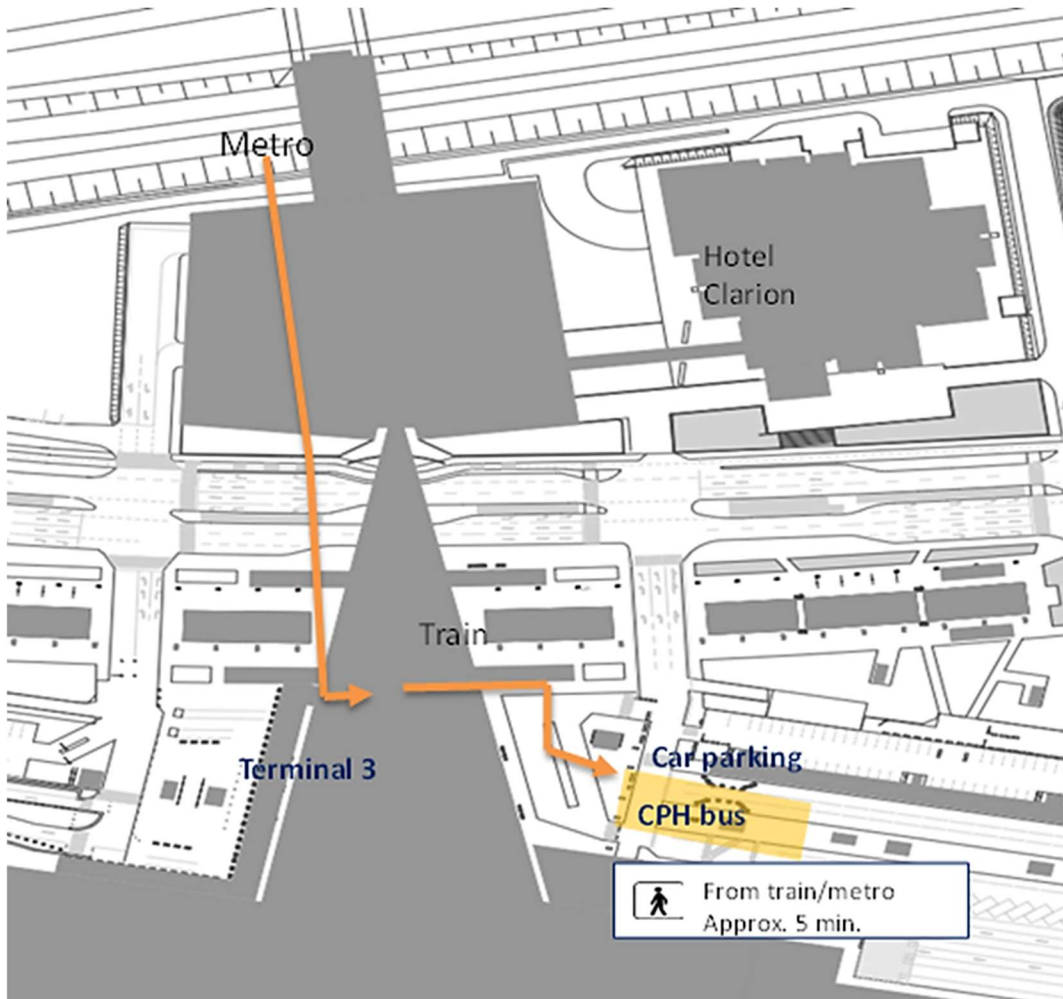 Metro
Hotel
Clarion
Train
Terminal 3
Car parking
CPH bus
From train/metro
Approx. 5 min.